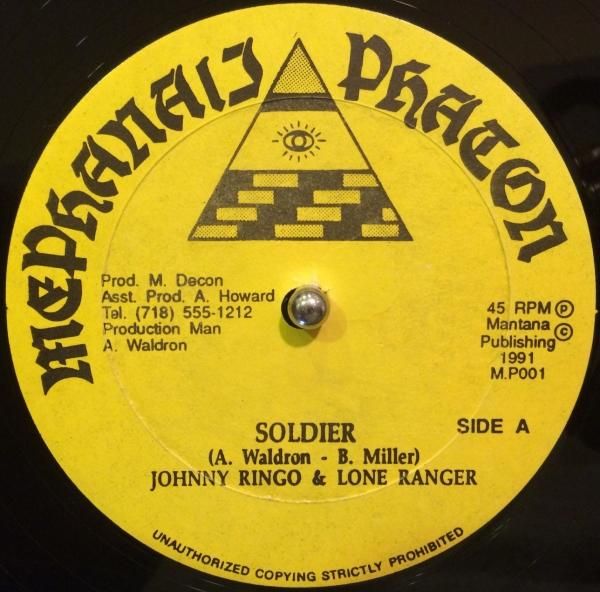 MEPHANAIJ PHATON
Prod. M. Decon
Asst. Prod. A. Howard
Tel. (718) 555-1212
Production Man
A. Waldron
45 RPM Ⓟ
Mantana ©
Publishing
1991
M.P001
SIDE A
SOLDIER
(A. Waldron - B. Miller)
JOHNNY RINGO & LONE RANGER
UNAUTHORIZED COPYING STRICTLY PROHIBITED